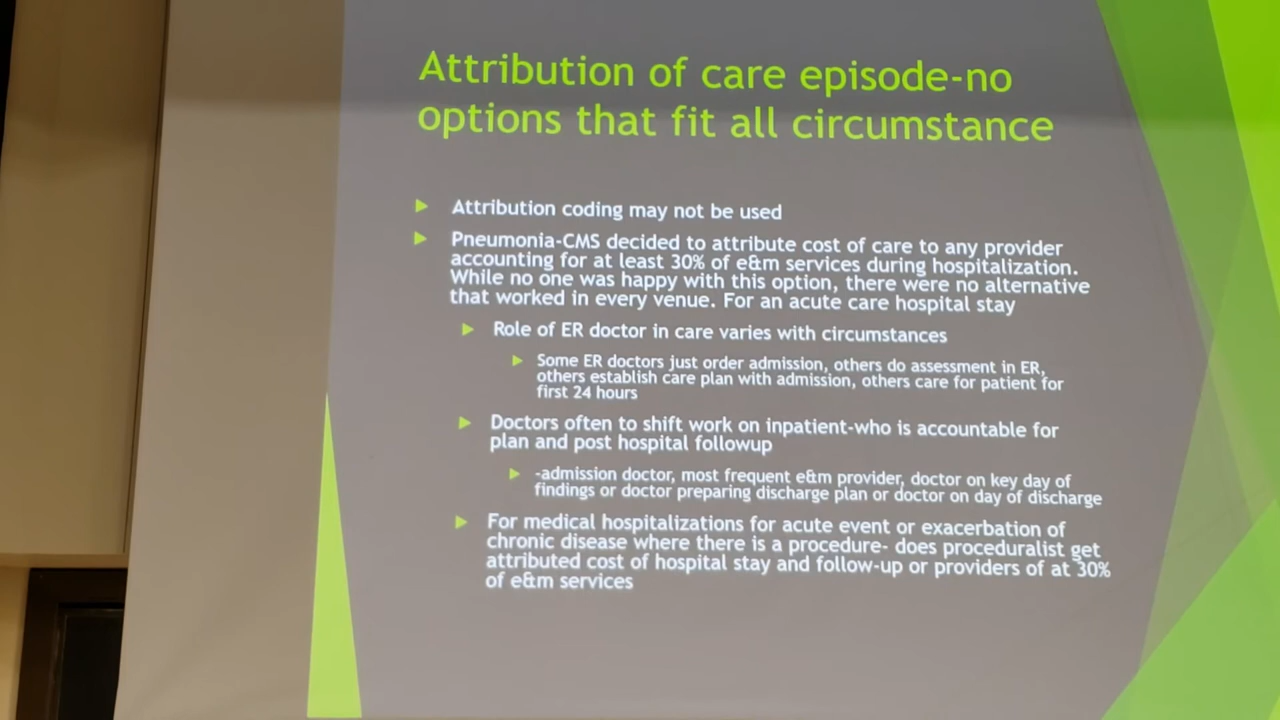 Attribution of care episode-no
options that fit all circumstance
Attribution coding may not be used
Pneumonia-CMS decided to attribute cost of care to any provider
accounting for at least 30% of e&m services during hospitalization.
While no one was happy with this option, there were no alternative
that worked in every venue. For an acute care hospital stay
Role of ER doctor in care varies with circumstances
Some ER doctors just order admission, others do assessment in ER,
others establish care plan with admission, others care for patient for
first 24 hours
Doctors often to shift work on inpatient-who is accountable for
plan and post hospital followup
-admission doctor, most frequent e&m provider, doctor on key day of
findings or doctor preparing discharge plan or doctor on day of discharge
For medical hospitalizations for acute event or exacerbation of
chronic disease where there is a procedure- does proceduralist get
attributed cost of hospital stay and follow-up or providers of at 30%
of e&m services